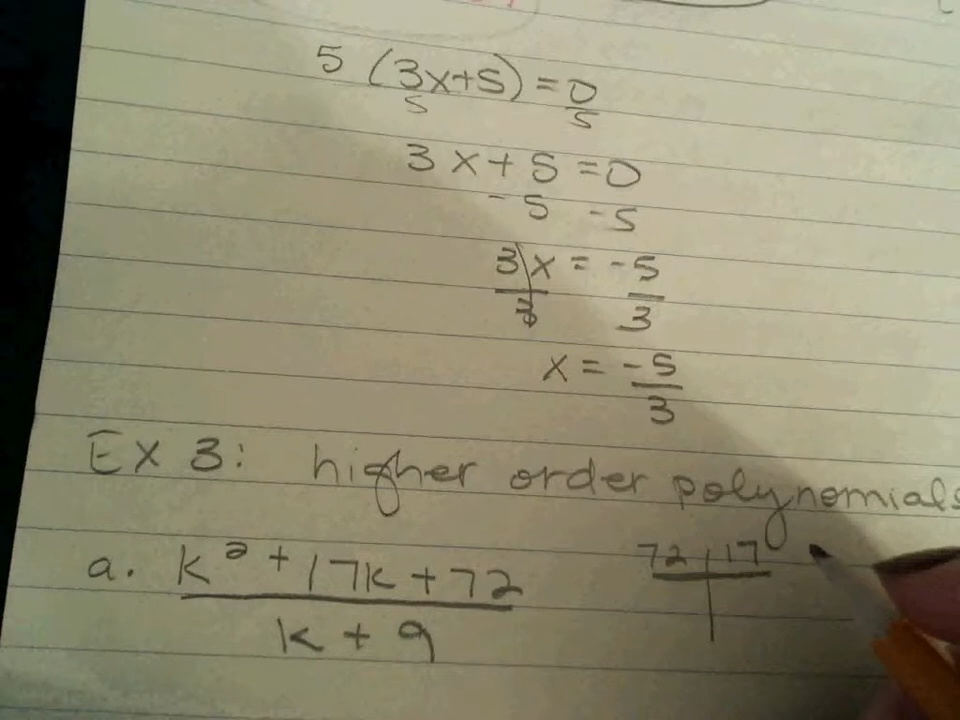 5 (3x+5) = 0
5 5
3x + 5 = 0
-5 -5
3x = -5
3 3
x = -5
3
Ex 3: higher order polynomials
a. k² + 17k + 72 72 | 17
k + 9